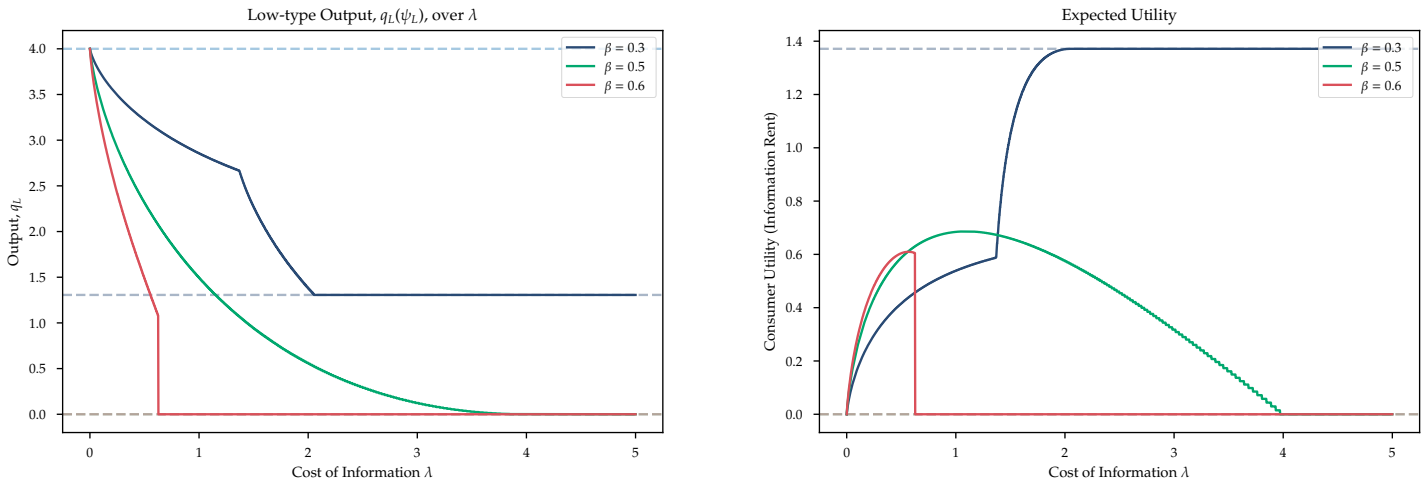 Low-type Output, q_L(ψ_L), over λ
4.0
3.5
3.0
2.5
2.0
1.5
1.0
0.5
0.0
Output, q_L
0 1 2 3 4 5
Cost of Information λ
β = 0.3
β = 0.5
β = 0.6
Expected Utility
1.4
1.2
1.0
0.8
0.6
0.4
0.2
0.0
Consumer Utility (Information Rent)
0 1 2 3 4 5
Cost of Information λ
β = 0.3
β = 0.5
β = 0.6